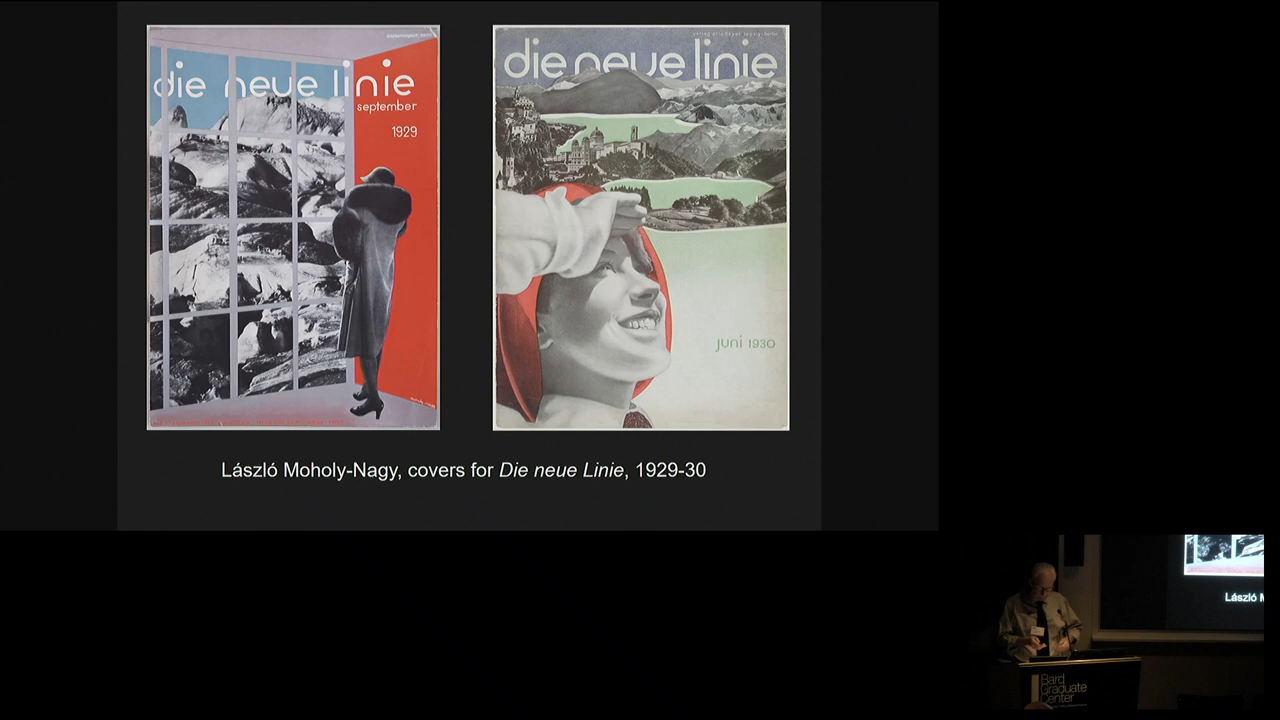 die neue linie
september
1929
die neue linie
juni 1930
László Moholy-Nagy, covers for Die neue Linie, 1929-30
László M
Bard
Graduate
Center